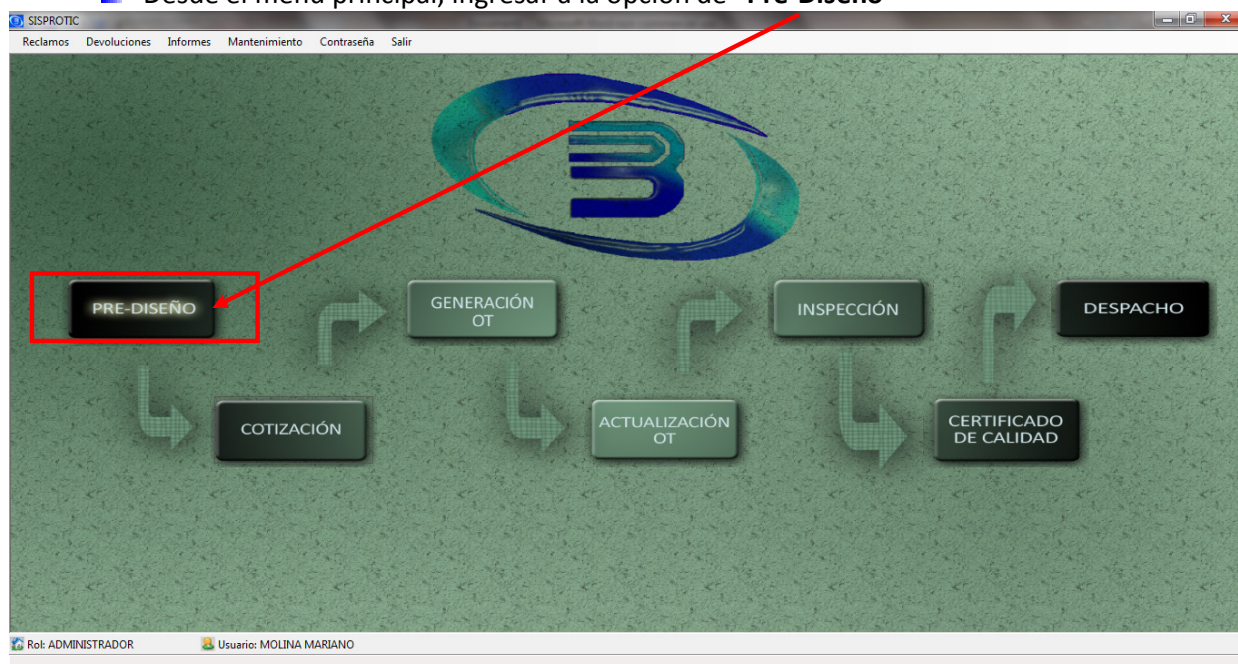 Desde el menú principal, ingresar a la opción de "Pre-Diseño"
SISPROTIC
Reclamos Devoluciones Informes Mantenimiento Contraseña Salir
PRE-DISEÑO
GENERACIÓN
OT
INSPECCIÓN
DESPACHO
COTIZACIÓN
ACTUALIZACIÓN
OT
CERTIFICADO
DE CALIDAD
Rol: ADMINISTRADOR Usuario: MOLINA MARIANO